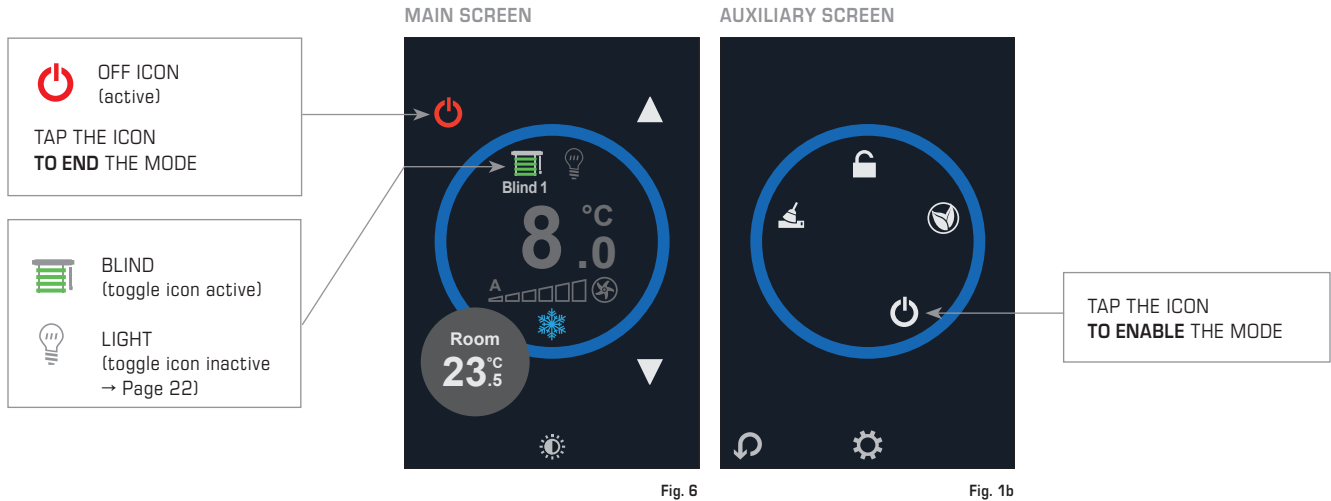 MAIN SCREEN
AUXILIARY SCREEN
OFF ICON
(active)
TAP THE ICON
TO END THE MODE
BLIND
(toggle icon active)
LIGHT
(toggle icon inactive
→ Page 22)
Blind 1
8.0 °C
A
Room
23.5 °C
TAP THE ICON
TO ENABLE THE MODE
Fig. 6
Fig. 1b